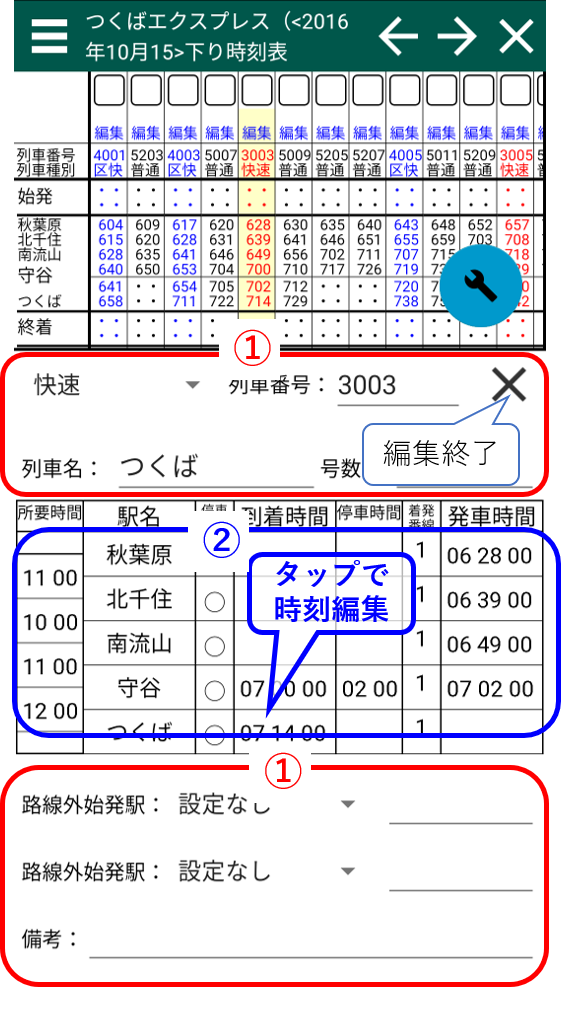 つくばエクスプレス（<2016
年10月15>下り時刻表
編集 編集 編集 編集 編集 編集 編集 編集 編集 編集 編集 編集
列車番号 4001 5203 4003 5007 3003 5009 5205 5207 4005 5011 5209 3005
列車種別 区快 普通 区快 普通 快速 普通 普通 普通 区快 普通 普通 快速
始発
秋葉原 604 609 617 620 628 630 635 640 643 648 652 657
北千住 615 620 628 631 639 641 646 651 655 659 703 708
南流山 628 635 641 646 649 656 702 711 707 718
守谷 640 650 653 704 700 710 717 726 719
641 654 705 702 712 720
つくば 658 711 722 714 729 738
終着
①
快速 列車番号： 3003
編集終了
列車名： つくば 号数
所要時間 駅名 停車 到着時間 停車時間 着発番線 発車時間
②
秋葉原 1 06 28 00
11 00
タップで
時刻編集
北千住 1 06 39 00
10 00
南流山 1 06 49 00
11 00
守谷 07 00 00 02 00 1 07 02 00
12 00
つくば 07 14 00 1
①
路線外始発駅： 設定なし
路線外始発駅： 設定なし
備考：